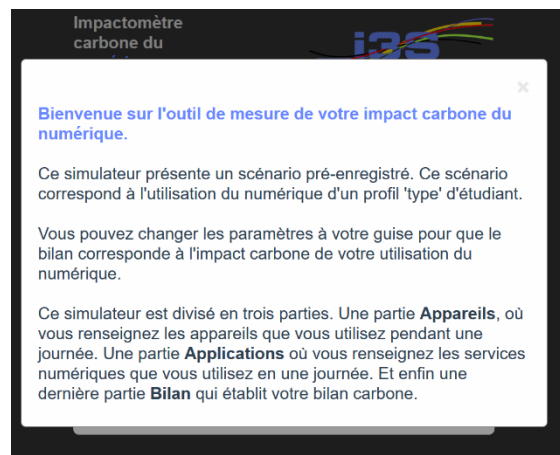 Impactomètre
carbone du
i3S
×
Bienvenue sur l'outil de mesure de votre impact carbone du
numérique.
Ce simulateur présente un scénario pré-enregistré. Ce scénario
correspond à l'utilisation du numérique d'un profil 'type' d'étudiant.
Vous pouvez changer les paramètres à votre guise pour que le
bilan corresponde à l'impact carbone de votre utilisation du
numérique.
Ce simulateur est divisé en trois parties. Une partie Appareils, où
vous renseignez les appareils que vous utilisez pendant une
journée. Une partie Applications où vous renseignez les services
numériques que vous utilisez en une journée. Et enfin une
dernière partie Bilan qui établit votre bilan carbone.